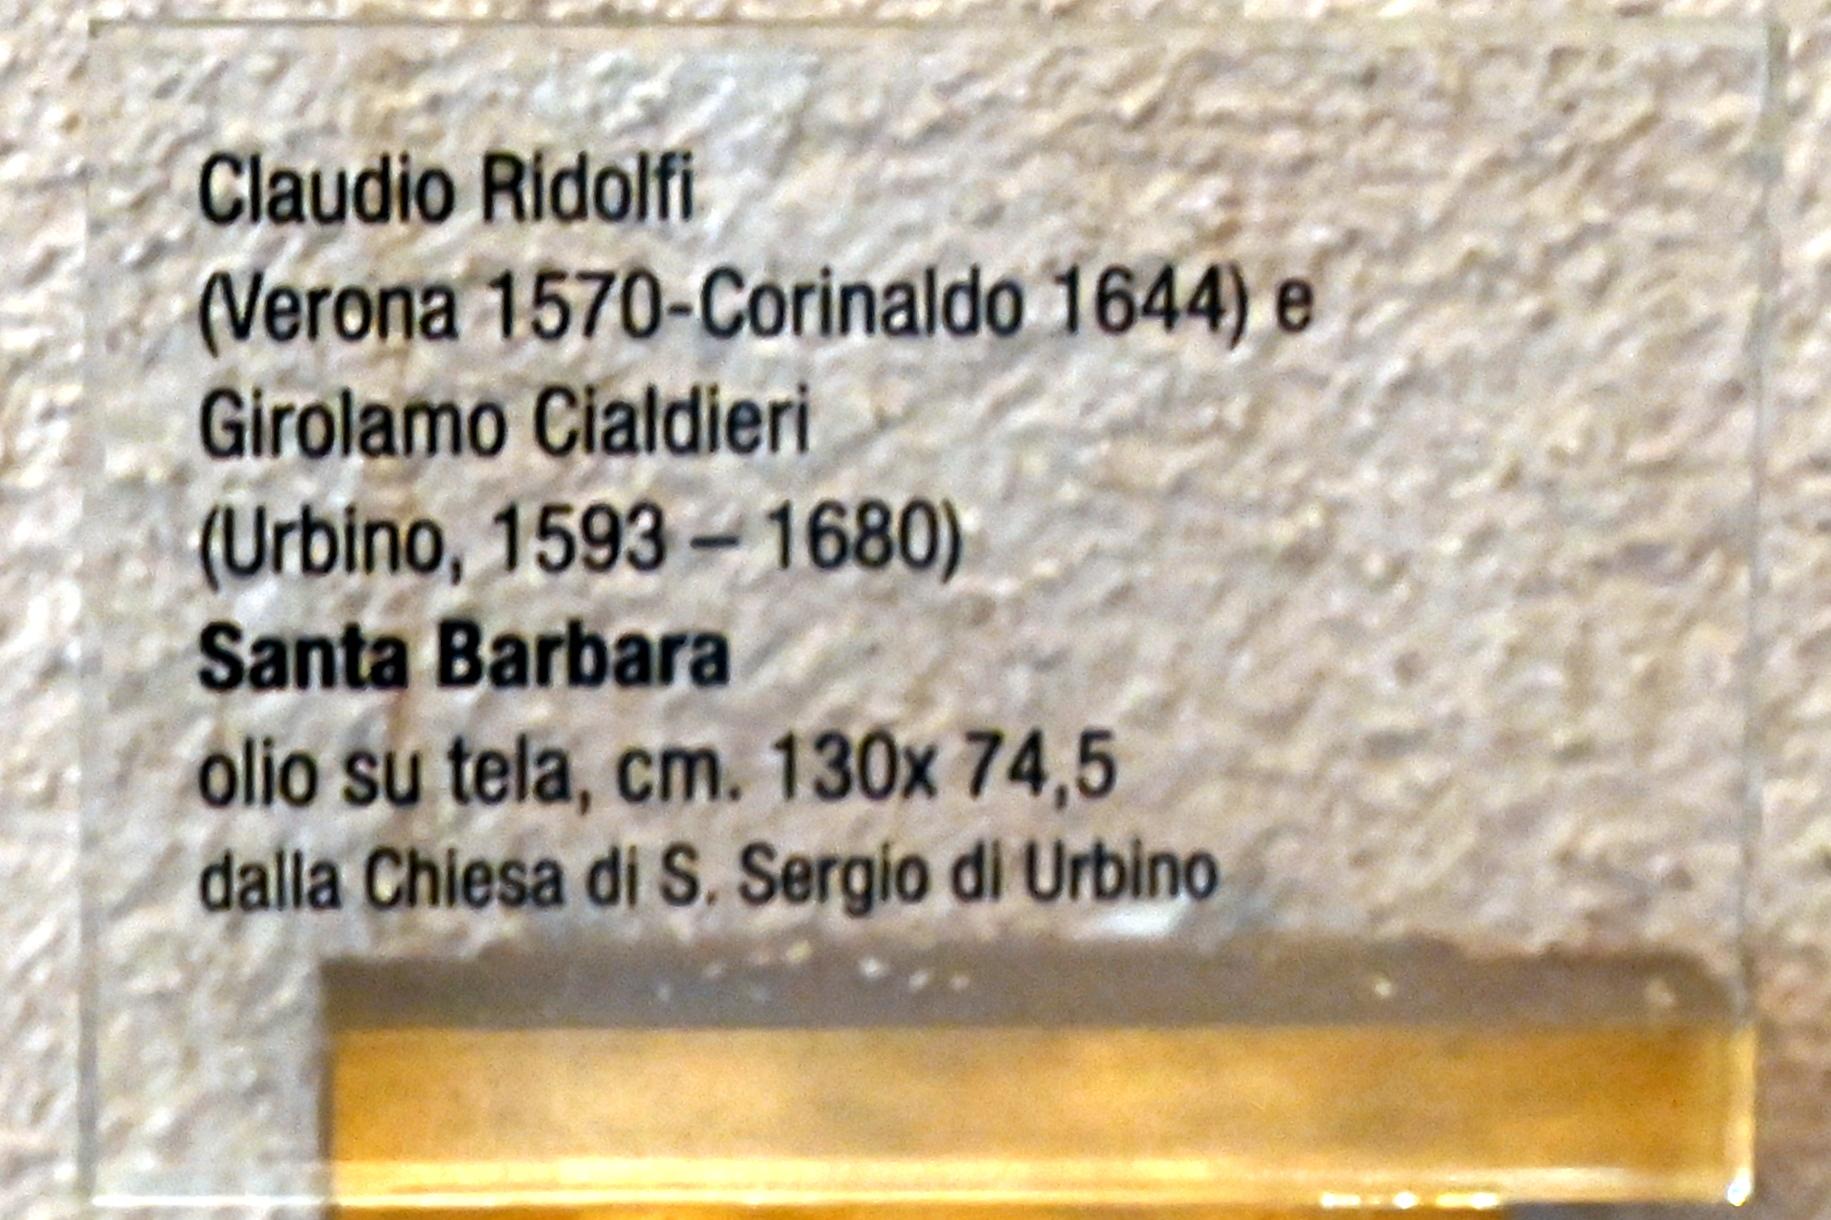 Claudio Ridolfi
(Verona 1570-Corinaldo 1644) e
Girolamo Cialdieri
(Urbino, 1593 – 1680)
Santa Barbara
olio su tela, cm. 130x 74,5
dalla Chiesa di S. Sergio di Urbino